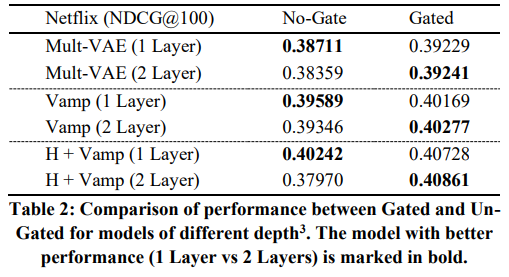 Netflix (NDCG@100) No-Gate Gated
Mult-VAE (1 Layer) 0.38711 0.39229
Mult-VAE (2 Layer) 0.38359 0.39241
Vamp (1 Layer) 0.39589 0.40169
Vamp (2 Layer) 0.39346 0.40277
H + Vamp (1 Layer) 0.40242 0.40728
H + Vamp (2 Layer) 0.37970 0.40861
Table 2: Comparison of performance between Gated and Un-
Gated for models of different depth³. The model with better
performance (1 Layer vs 2 Layers) is marked in bold.